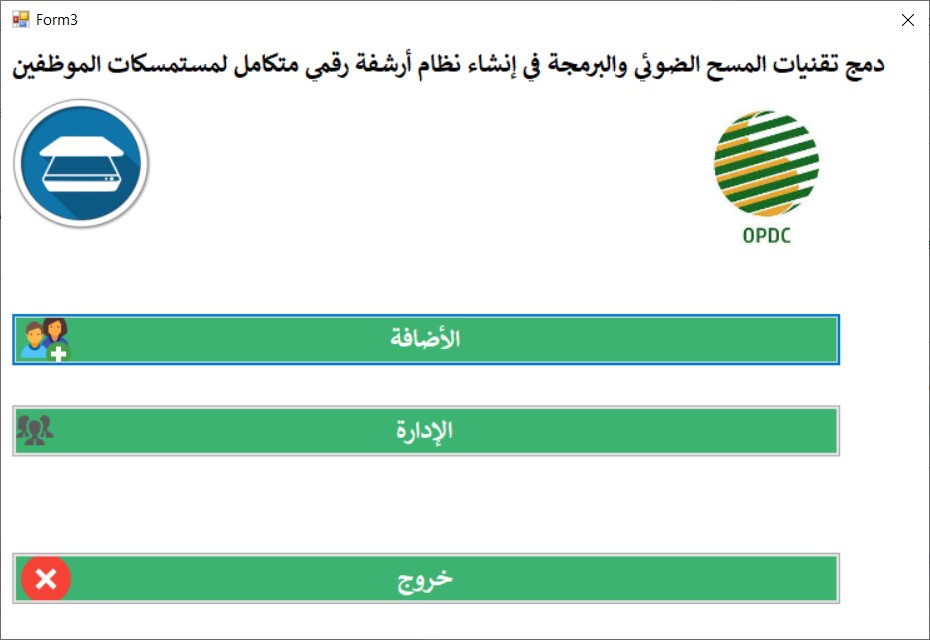 Form3
دمج تقنيات المسح الضوئي والبرمجة في إنشاء نظام أرشفة رقمي متكامل لمستمسكات الموظفين
OPDC
الأضافة
الإدارة
خروج